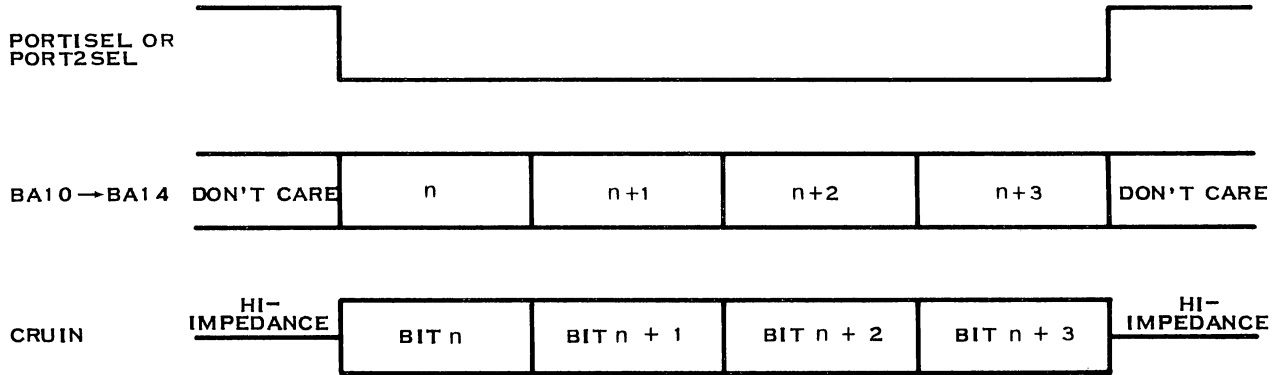 PORT1SEL OR
PORT2SEL
BA10→BA14 DON'T CARE n n+1 n+2 n+3 DON'T CARE
HI-
IMPEDANCE
HI-
IMPEDANCE
CRUIN BIT n BIT n + 1 BIT n + 2 BIT n + 3